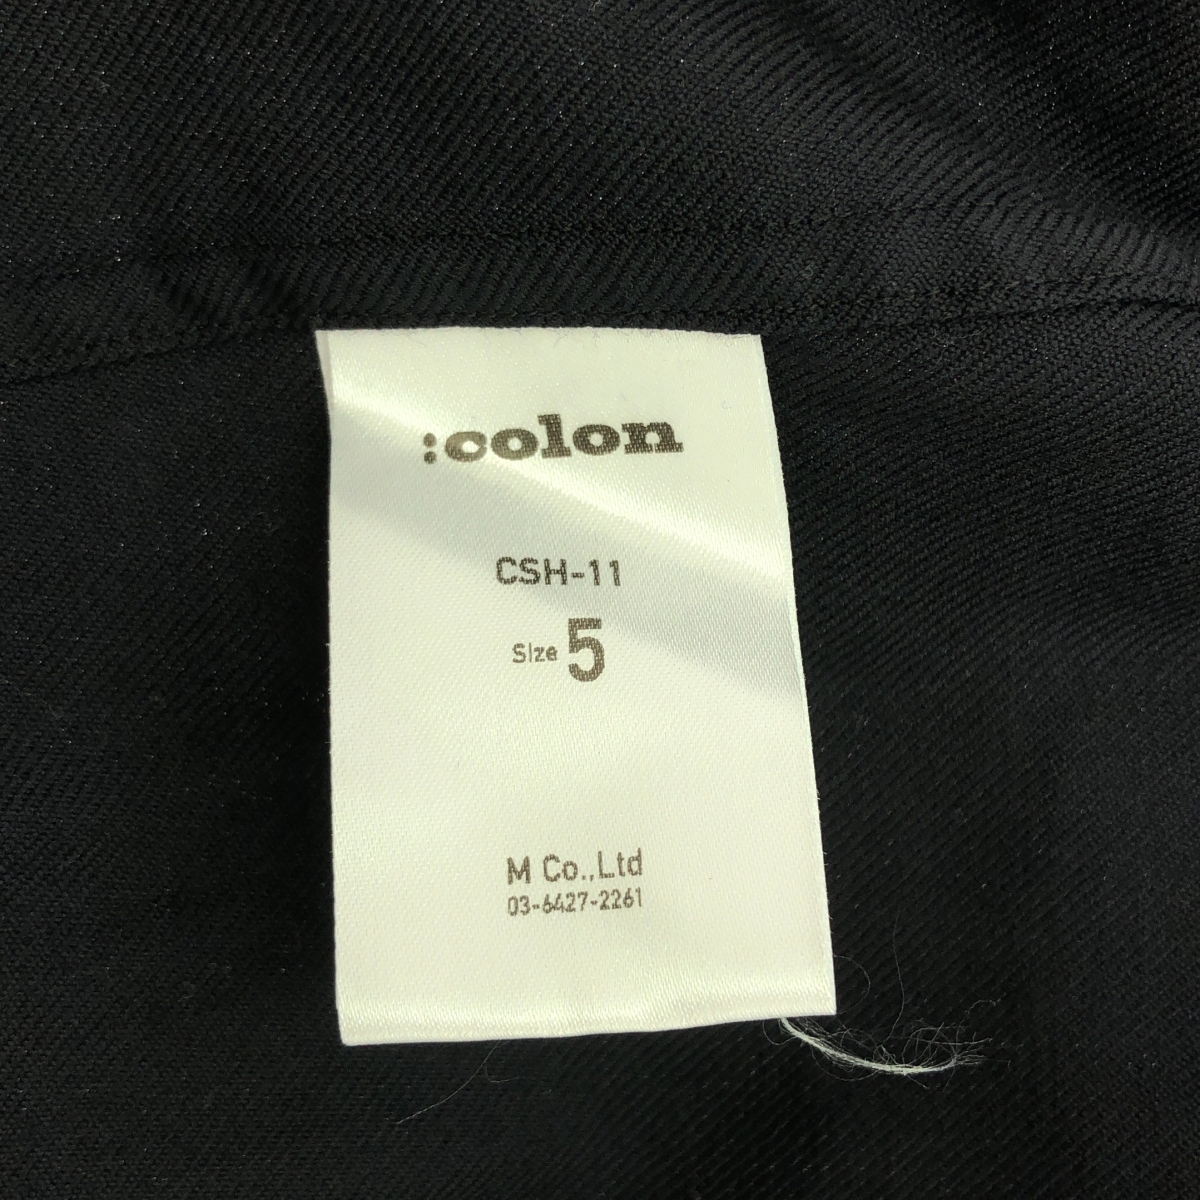 :colon
CSH-11
Size 5
M Co.,Ltd
03-6427-2261